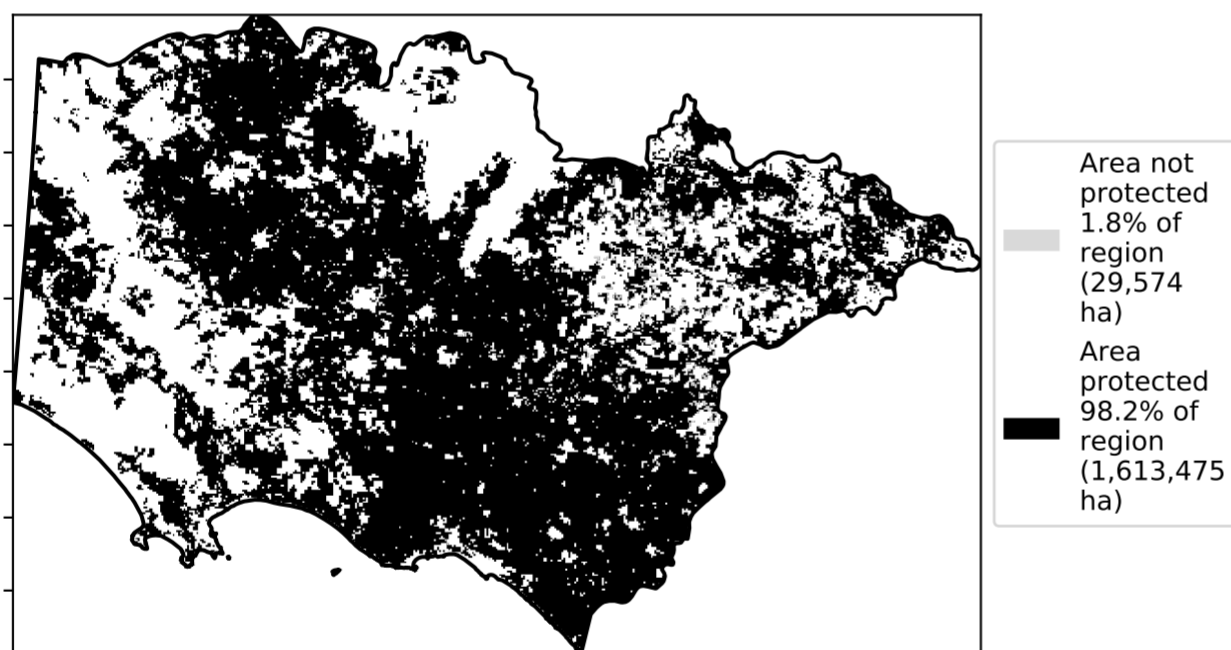 Area not
protected
1.8% of
region
(29,574
ha)
Area
protected
98.2% of
region
(1,613,475
ha)